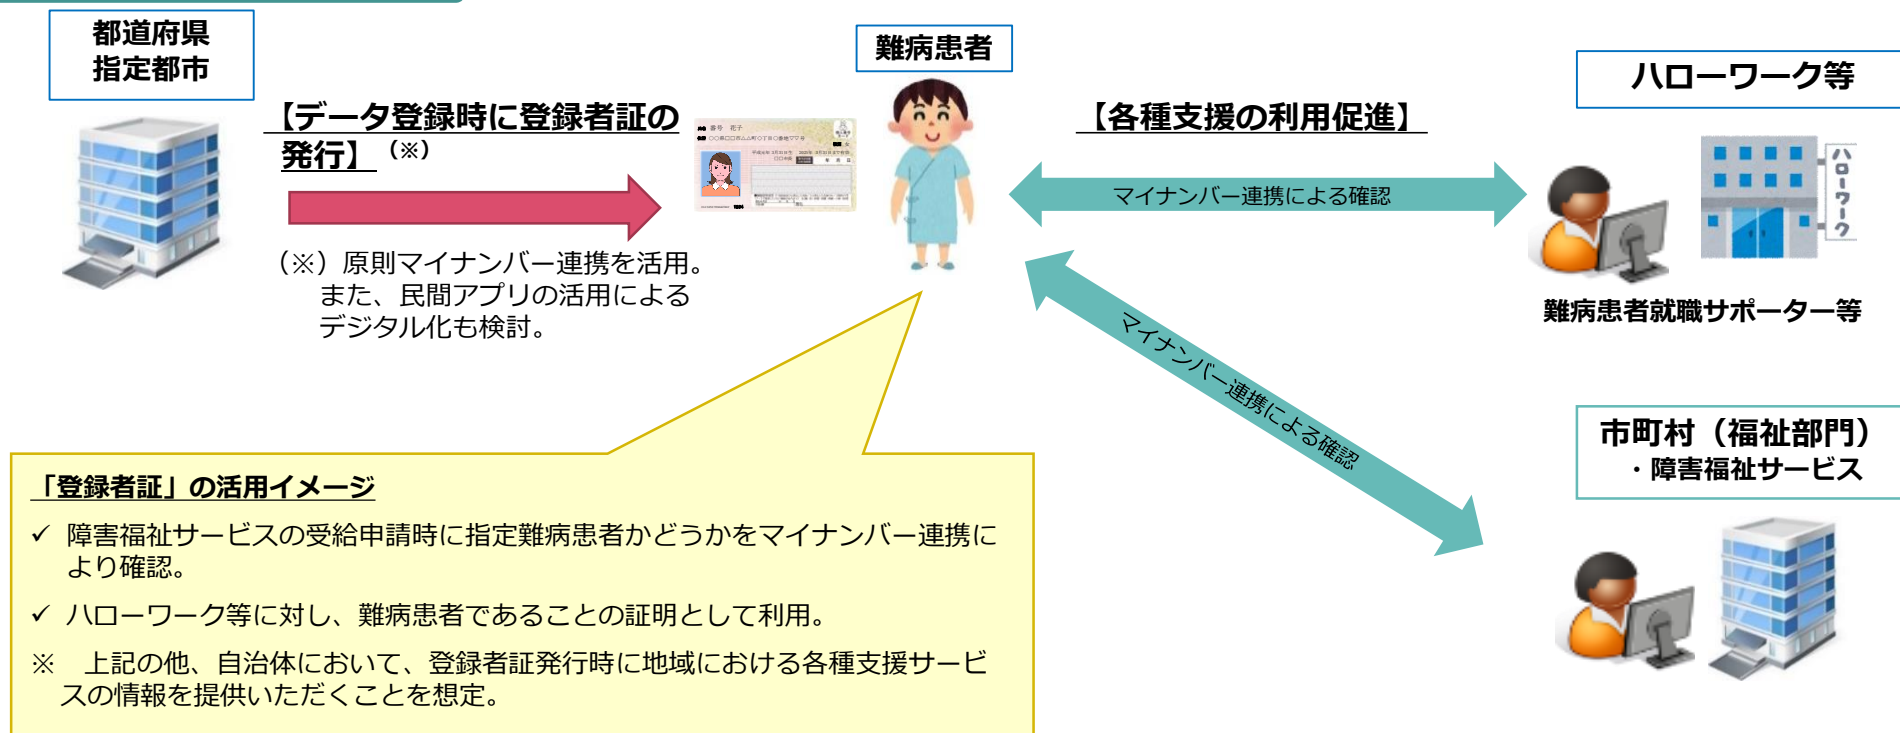 都道府県
指定都市
難病患者
ハローワーク等
【データ登録時に登録者証の
発行】（※）
【各種支援の利用促進】
番号 花子
マイナンバー連携による確認
ハローワーク
（※）原則マイナンバー連携を活用。
また、民間アプリの活用による
デジタル化も検討。
難病患者就職サポーター等
マイナンバー連携による確認
市町村（福祉部門）
・障害福祉サービス
「登録者証」の活用イメージ
✓ 障害福祉サービスの受給申請時に指定難病患者かどうかをマイナンバー連携に
より確認。
✓ ハローワーク等に対し、難病患者であることの証明として利用。
※ 上記の他、自治体において、登録者証発行時に地域における各種支援サービ
スの情報を提供いただくことを想定。